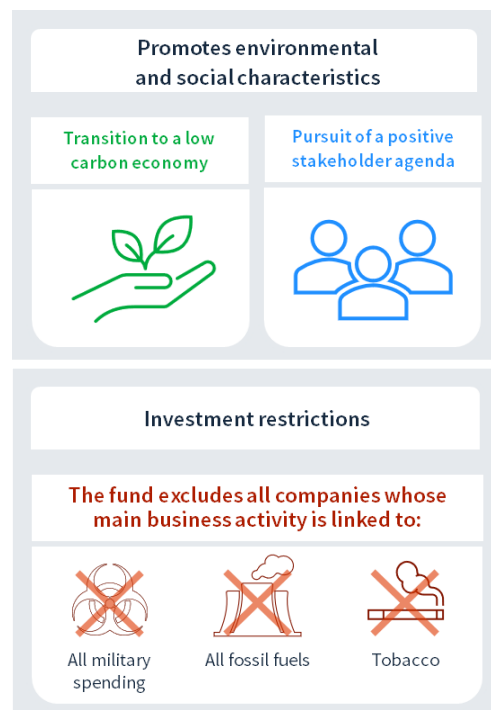 Promotes environmental
and social characteristics
Transition to a low
carbon economy
Pursuit of a positive
stakeholder agenda
Investment restrictions
The fund excludes all companies whose
main business activity is linked to:
All military
spending
All fossil fuels
Tobacco